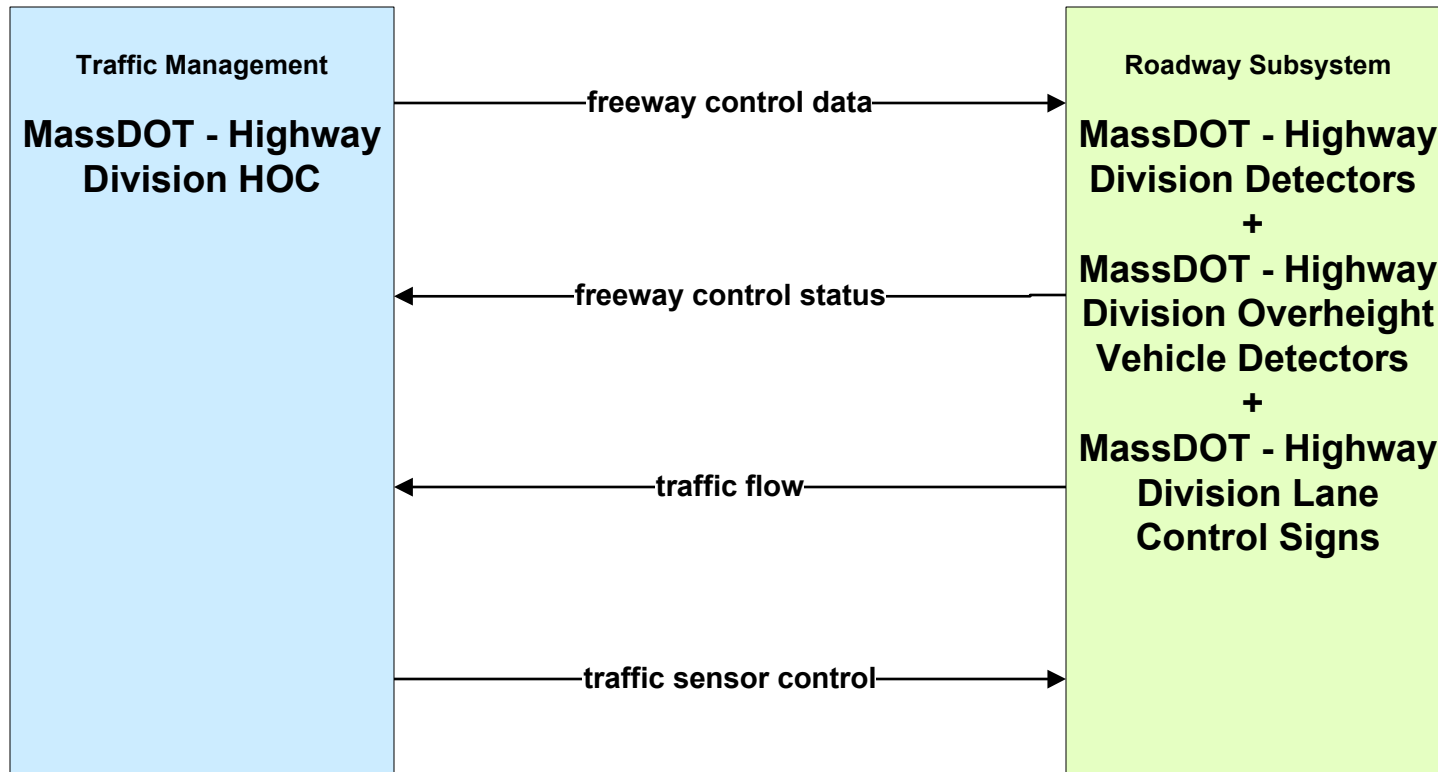 Traffic Management
MassDOT - Highway
Division HOC
freeway control data
freeway control status
traffic flow
traffic sensor control
Roadway Subsystem
MassDOT - Highway
Division Detectors
+
MassDOT - Highway
Division Overheight
Vehicle Detectors
+
MassDOT - Highway
Division Lane
Control Signs